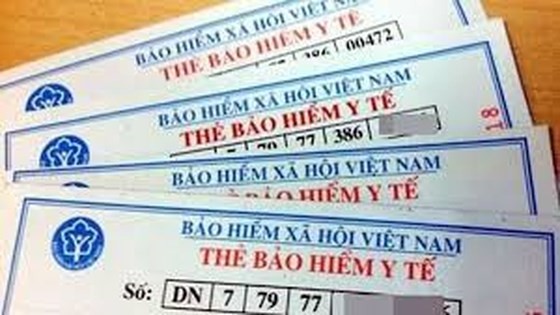 BẢO HIỂM XÃ HỘI VIỆT NAM
THẺ BẢO HIỂM Y TẾ
386 00472
BẢO HIỂM XÃ HỘI VIỆT NAM
THẺ BẢO HIỂM Y TẾ
7 79 77 386
18
BẢO HIỂM XÃ HỘI VIỆT NAM
THẺ BẢO HIỂM Y TẾ
BẢO HIỂM XÃ HỘI VIỆT NAM
THẺ BẢO HIỂM Y TẾ
Số: DN 7 79 77